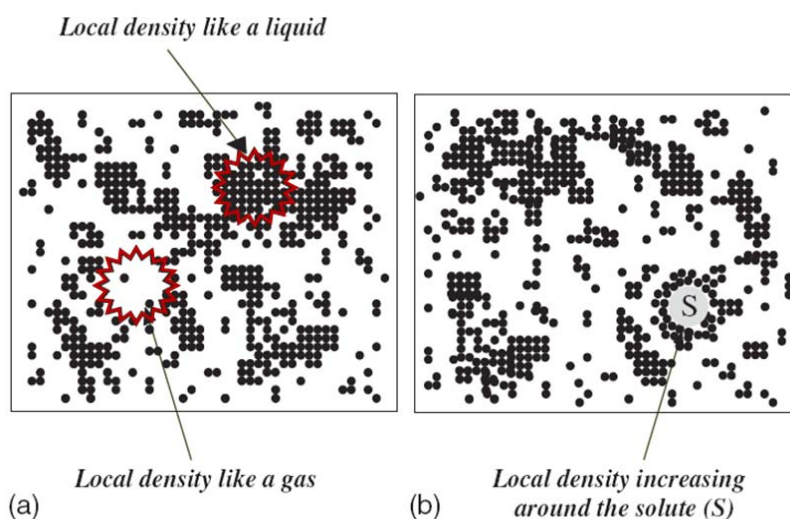 Local density like a liquid
S
Local density like a gas
Local density increasing
around the solute (S)
(a)
(b)